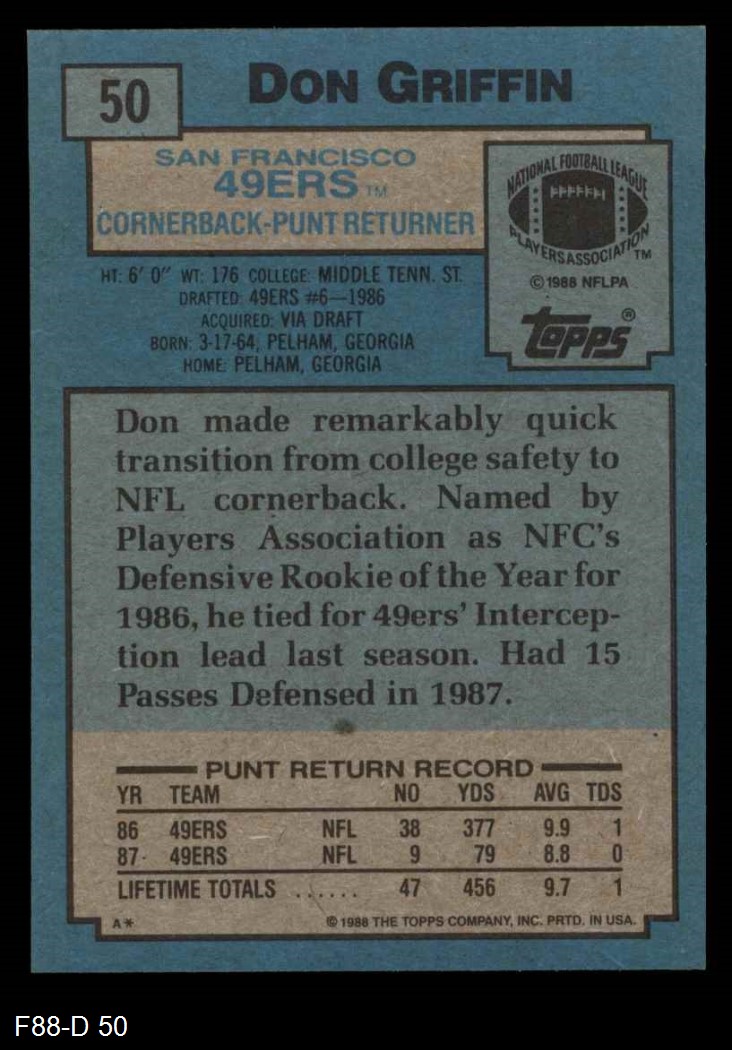 50
DON GRIFFIN
SAN FRANCISCO
49ERS TM
CORNERBACK-PUNT RETURNER
NATIONAL FOOTBALL LEAGUE
PLAYERS ASSOCIATION TM
© 1988 NFLPA
topps®
HT: 6' 0" WT: 176 COLLEGE: MIDDLE TENN. ST.
DRAFTED: 49ERS #6—1986
ACQUIRED: VIA DRAFT
BORN: 3-17-64, PELHAM, GEORGIA
HOME: PELHAM, GEORGIA
Don made remarkably quick
transition from college safety to
NFL cornerback. Named by
Players Association as NFC's
Defensive Rookie of the Year for
1986, he tied for 49ers' Intercep-
tion lead last season. Had 15
Passes Defensed in 1987.
PUNT RETURN RECORD
YR TEAM NO YDS AVG TDS
86 49ERS NFL 38 377 9.9 1
87 49ERS NFL 9 79 8.8 0
LIFETIME TOTALS ...... 47 456 9.7 1
A* © 1988 THE TOPPS COMPANY, INC. PRTD. IN USA.
F88-D 50